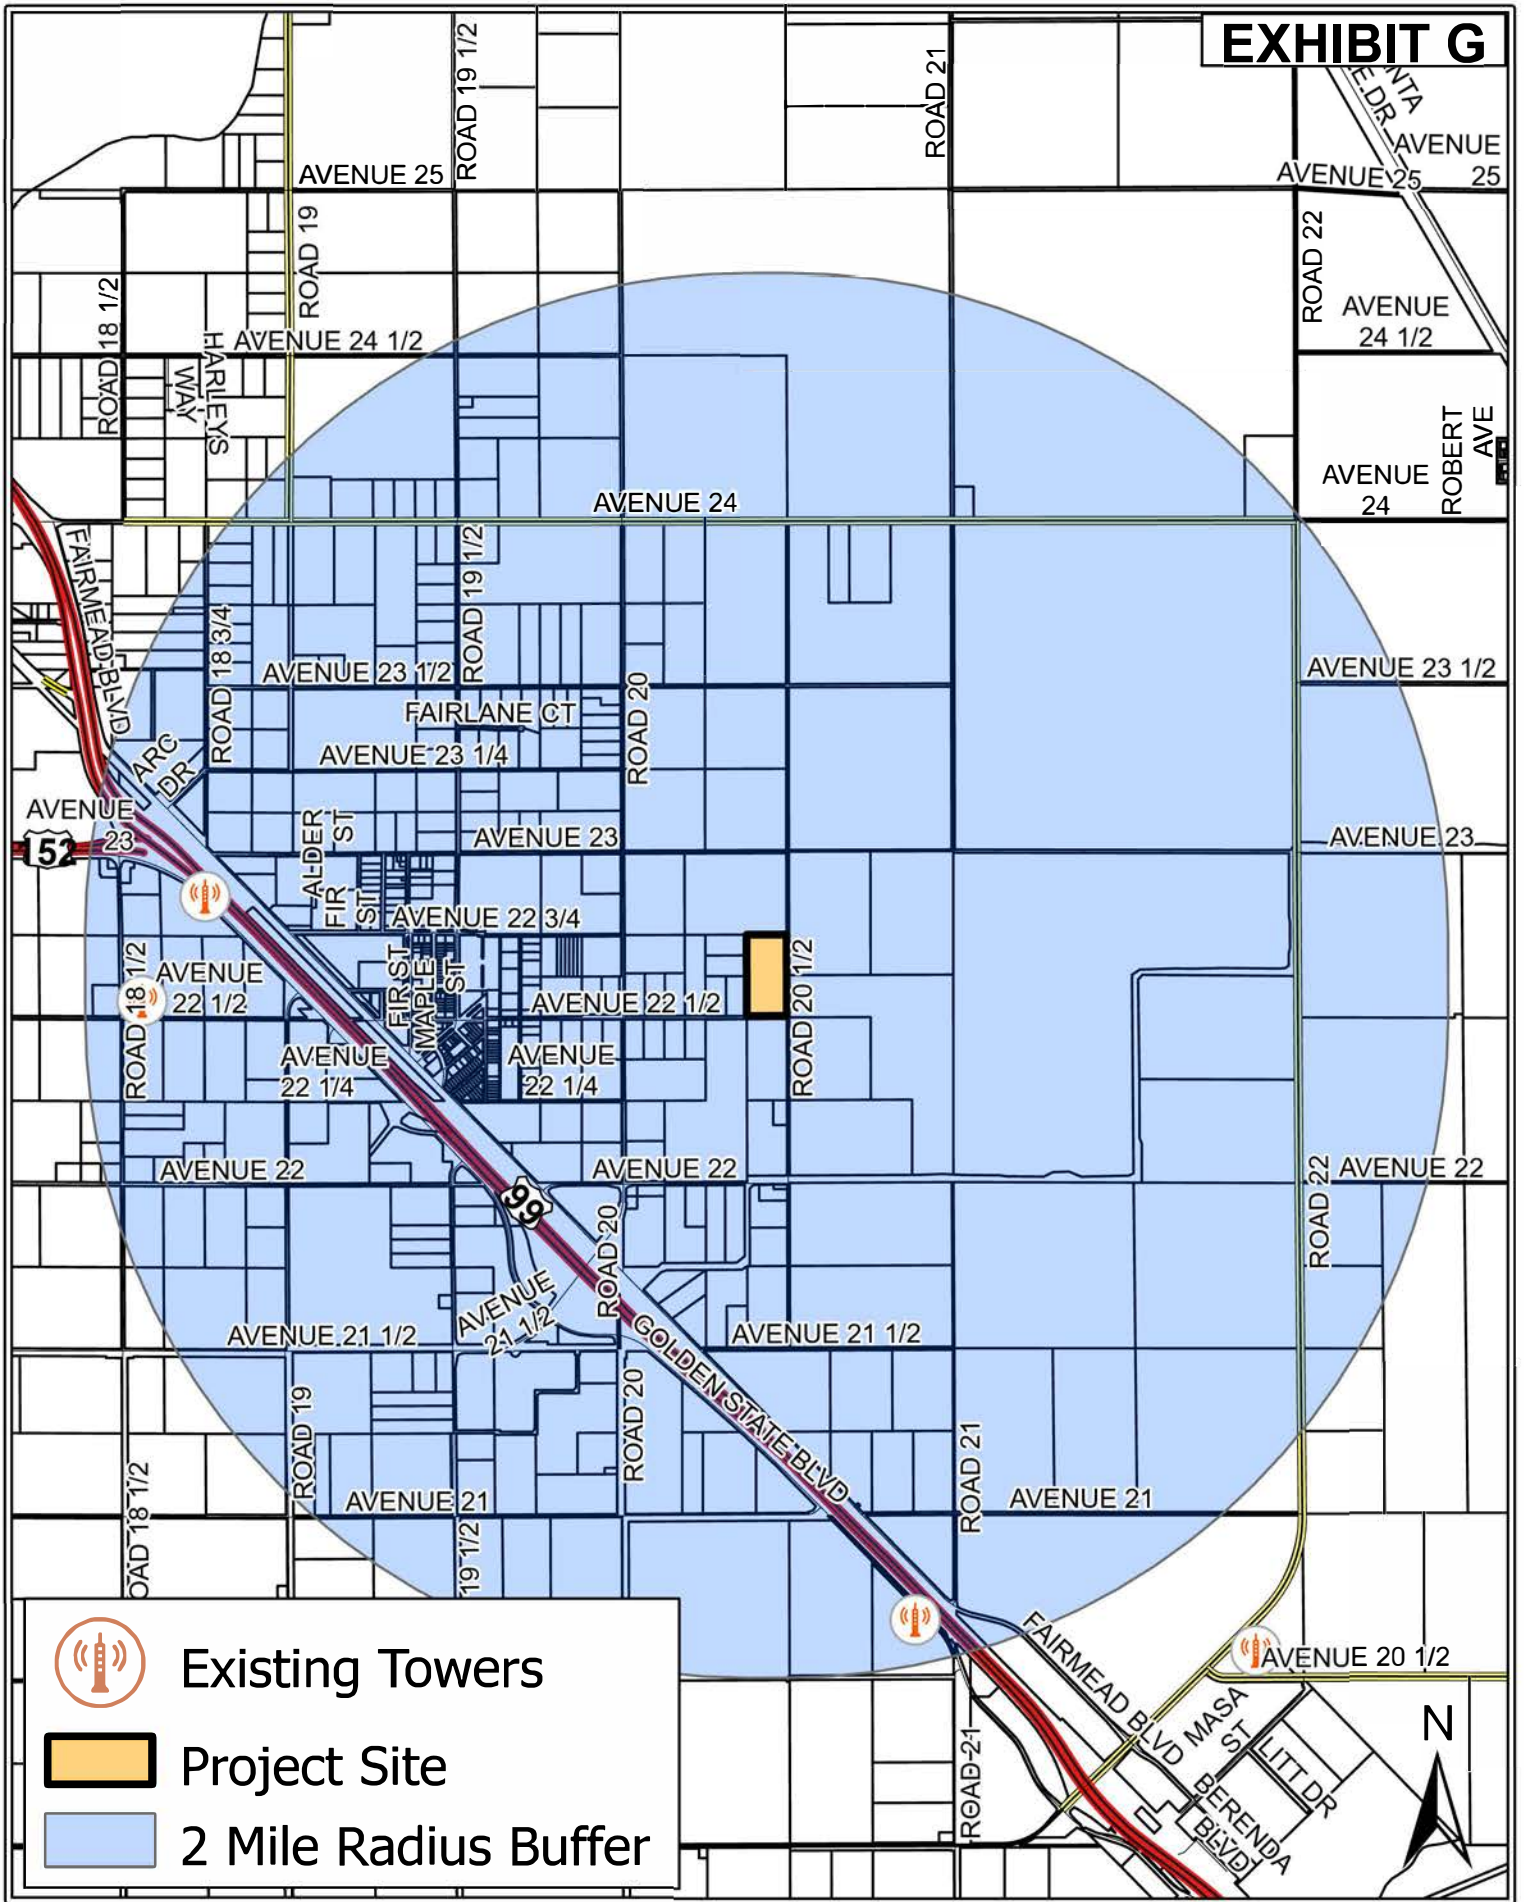 EXHIBIT G
ROAD 19 1/2
ROAD 21
NTA
E DR
AVENUE
25
AVENUE 25
AVENUE 25
ROAD 19
ROAD 22
ROAD 18 1/2
AVENUE
24 1/2
AVENUE 24 1/2
HARLEYS
WAY
ROBERT
AVE
AVENUE
24
AVENUE 24
FAIRMEAD BLVD
ROAD 19 1/2
ROAD 18 3/4
AVENUE 23 1/2
AVENUE 23 1/2
ROAD 20
FAIRLANE CT
ARC
DR
AVENUE 23 1/4
AVENUE
23
152
ALDER
ST
AVENUE 23
AVENUE 23
FIR
ST
AVENUE 22 3/4
ROAD 18 1/2
AVENUE
22 1/2
FIRST
MAPLE
ST
AVENUE 22 1/2
ROAD 20 1/2
AVENUE
22 1/4
AVENUE
22 1/4
AVENUE 22
AVENUE 22
AVENUE 22
99
ROAD 20
ROAD 22
AVENUE
21 1/2
AVENUE 21 1/2
AVENUE 21 1/2
GOLDEN STATE BLVD
ROAD 19
ROAD 20
ROAD 21
AVENUE 21
AVENUE 21
OAD 18 1/2
19 1/2
FAIRMEAD BLVD
AVENUE 20 1/2
MASA
ST
LITT DR
ROAD 21
BERENDA
BLVD
N
Existing Towers
Project Site
2 Mile Radius Buffer